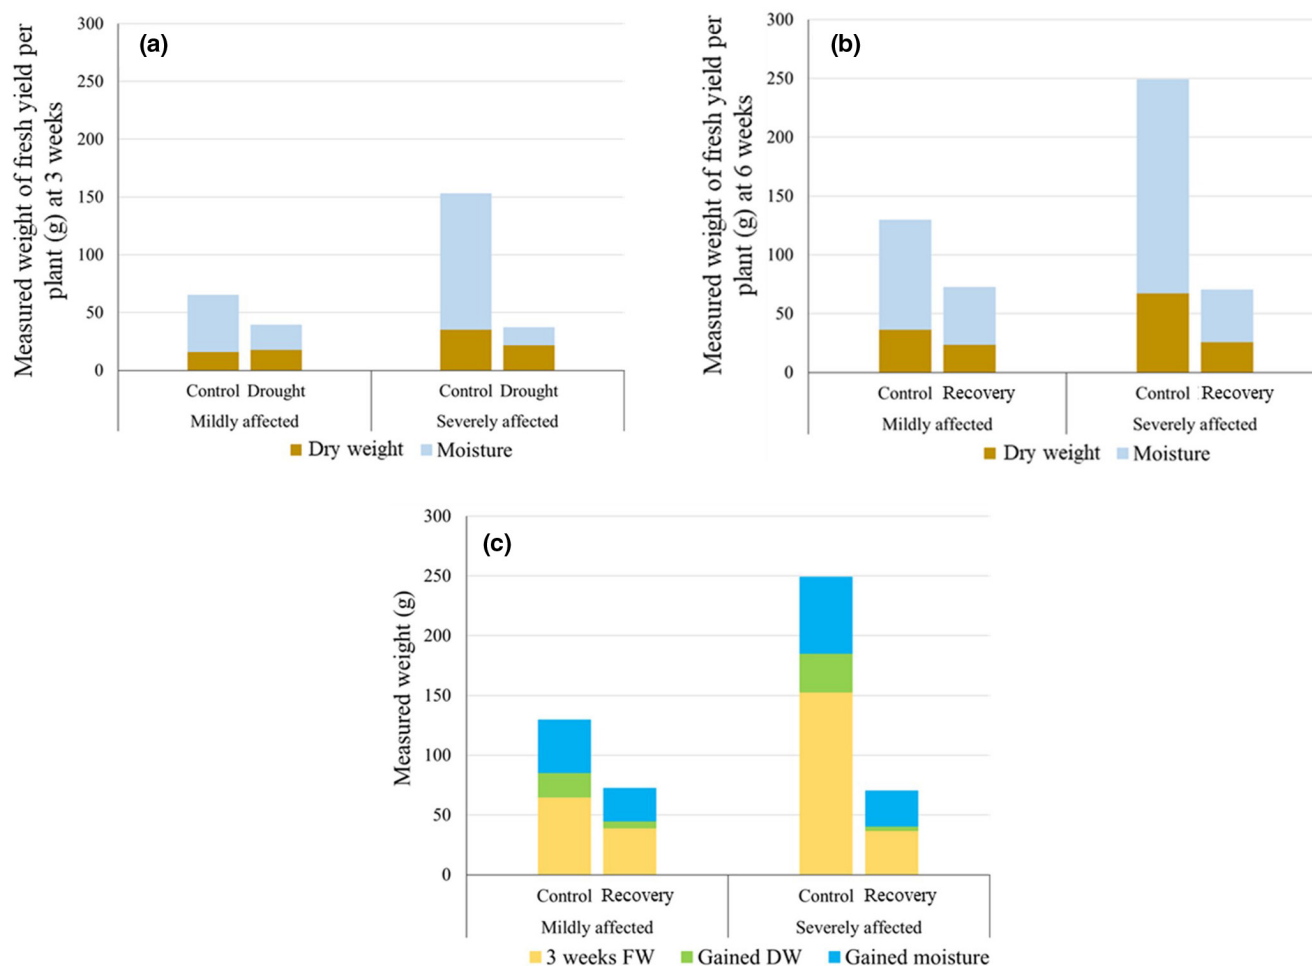 (a)
Measured weight of fresh yield per
plant (g) at 3 weeks
300
250
200
150
100
50
0
Control Drought Control Drought
Mildly affected Severely affected
Dry weight Moisture
(b)
Measured weight of fresh yield per
plant (g) at 6 weeks
300
250
200
150
100
50
0
Control Recovery Control Recovery
Mildly affected Severely affected
Dry weight Moisture
(c)
Measured weight (g)
300
250
200
150
100
50
0
Control Recovery Control Recovery
Mildly affected Severely affected
3 weeks FW Gained DW Gained moisture